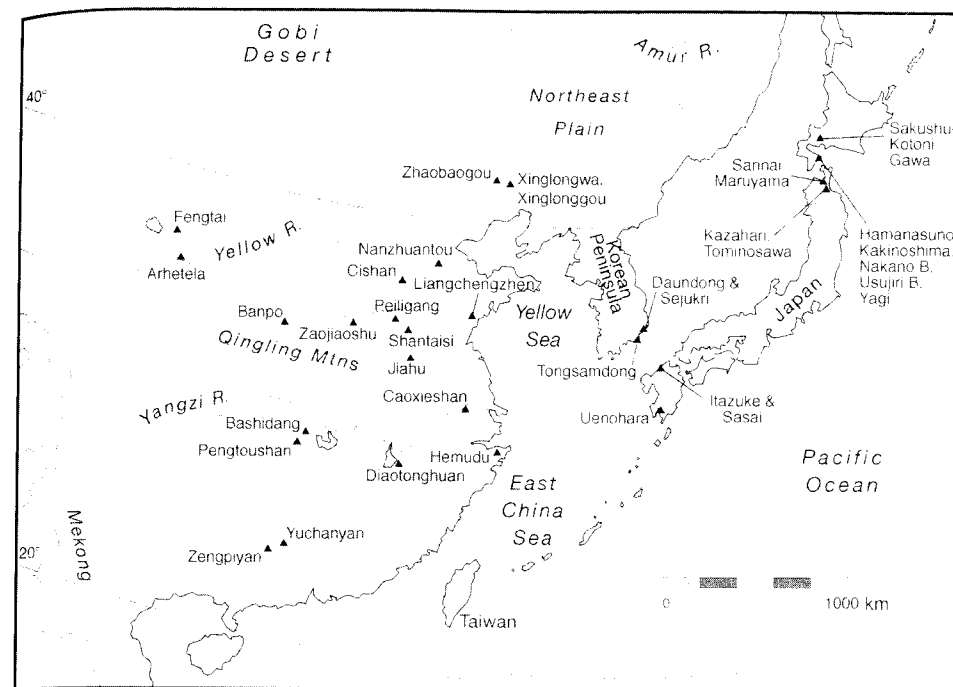 Gobi
Desert
Amur R.
40°
Northeast
Plain
Sakushu-
Kotoni
Gawa
Sannai
Maruyama
Zhaobaogou
Xinglongwa,
Xinglonggou
Fengtai
Yellow R.
Kazahari,
Tominosawa
Hamanasuno,
Kakinoshima,
Nakano B,
Usujiri B,
Yagi
Nanzhuantou
Arhetela
Cishan
Liangchengzhen
Korean
Peninsula
Daundong &
Sejukri
Japan
Banpo
Peiligang
Yellow
Sea
Zaojiaoshu
Shantaisi
Qingling Mtns
Jiahu
Tongsamdong
Itazuke &
Sasai
Yangzi R.
Caoxieshan
Uenohara
Bashidang
Pengtoushan
Hemudu
Diaotonghuan
Pacific
Ocean
East
China
Sea
Mekong
20°
Yuchanyan
Zengpiyan
0 1000 km
Taiwan